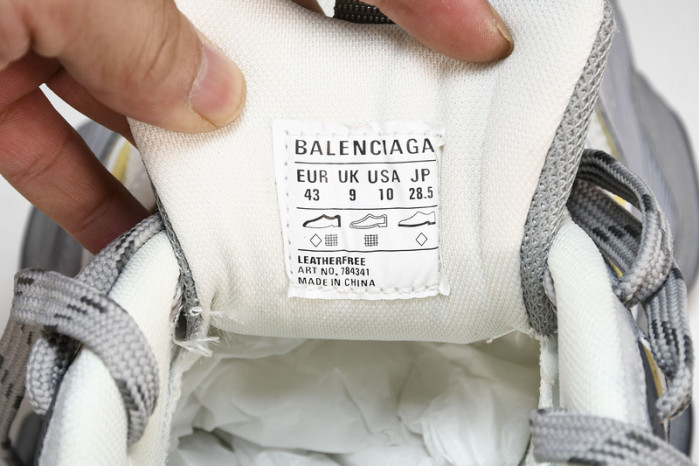 BALENCIAGA
EUR UK USA JP
43 9 10 28.5
LEATHERFREE
ART NO, 784341
MADE IN CHINA